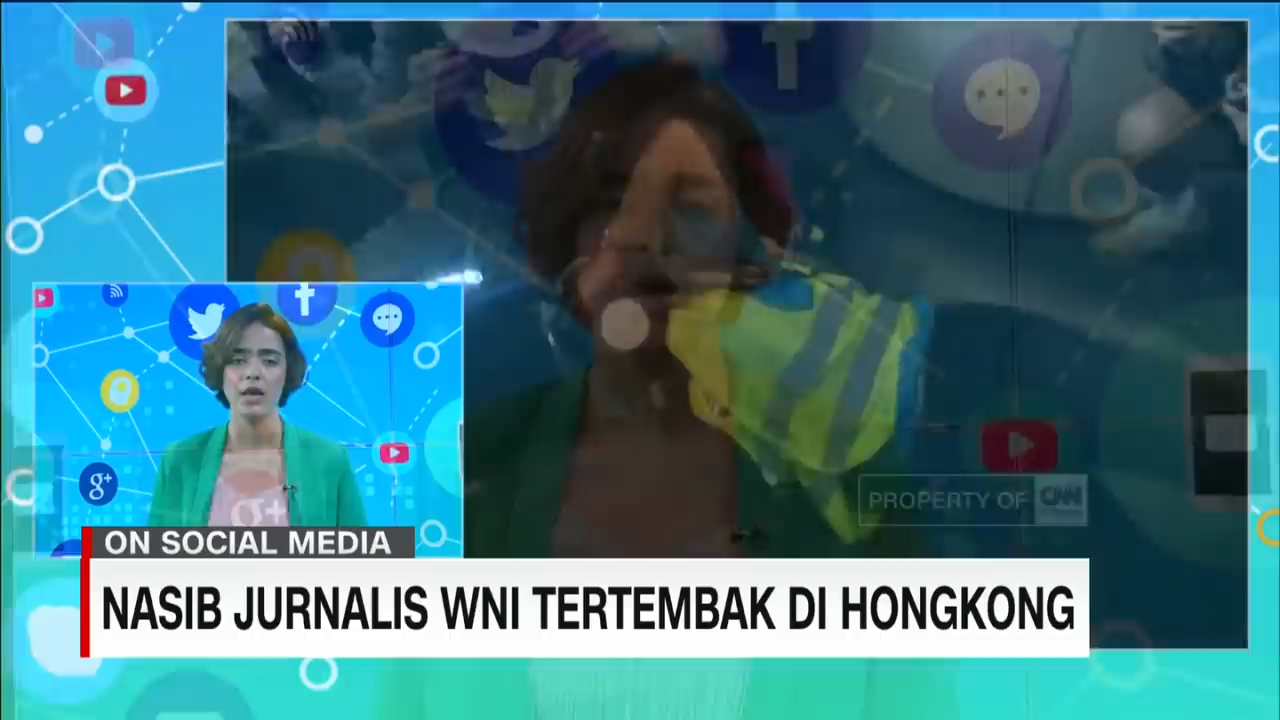 PROPERTY OF CNN
g+
g+
ON SOCIAL MEDIA
NASIB JURNALIS WNI TERTEMBAK DI HONGKONG